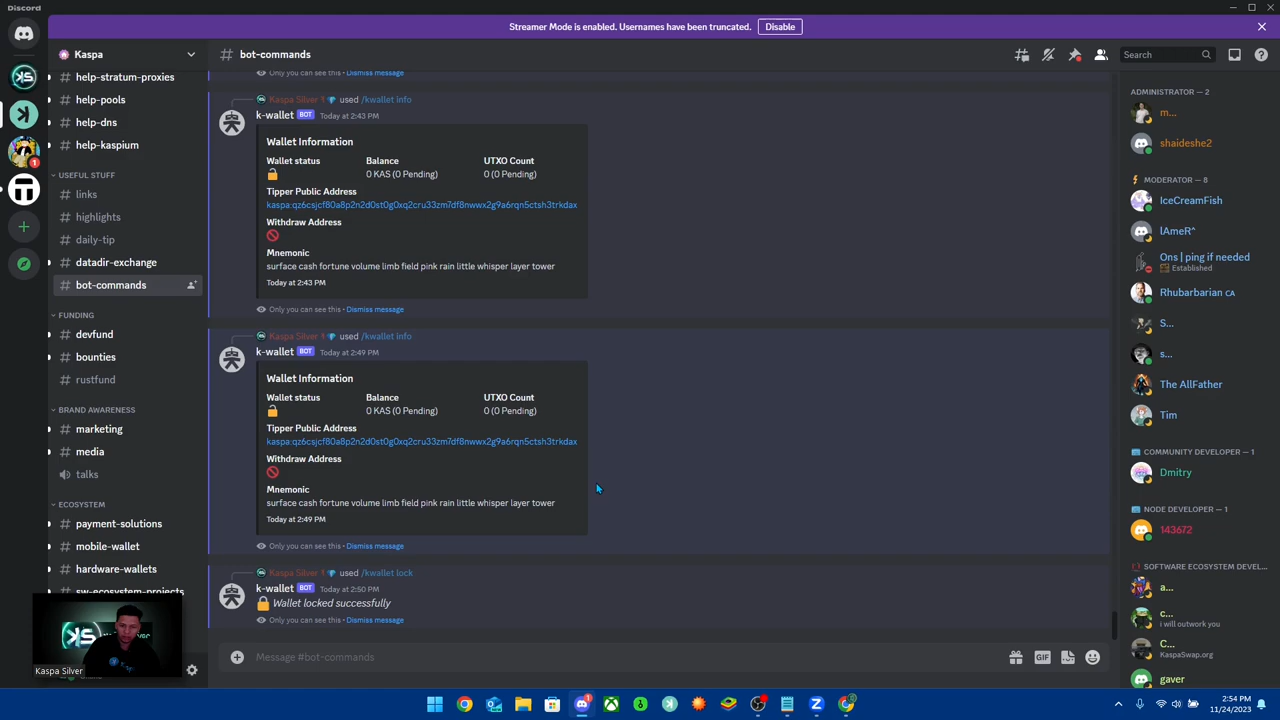 Discord
Streamer Mode is enabled. Usernames have been truncated.
Disable
Kaspa
bot-commands
Search
help-stratum-proxies
help-pools
help-dns
help-kaspium
USEFUL STUFF
links
highlights
daily-tip
datadir-exchange
bot-commands
FUNDING
devfund
bounties
rustfund
BRAND AWARENESS
marketing
media
talks
ECOSYSTEM
payment-solutions
mobile-wallet
hardware-wallets
sw-ecosystem-projects
1
Kaspa Silver
Only you can see this • Dismiss message
Kaspa Silver used /kwallet info
k-wallet BOT Today at 2:43 PM
Wallet Information
Wallet status Balance UTXO Count
0 KAS (0 Pending) 0 (0 Pending)
Tipper Public Address
kaspa:qz6csjcf80a8p2n2d0st0g0xq2cru33zm7df8nwwx2g9a6rqn5ctsh3trkdax
Withdraw Address
Mnemonic
surface cash fortune volume limb field pink rain little whisper layer tower
Today at 2:43 PM
Only you can see this • Dismiss message
Kaspa Silver used /kwallet info
k-wallet BOT Today at 2:49 PM
Wallet Information
Wallet status Balance UTXO Count
0 KAS (0 Pending) 0 (0 Pending)
Tipper Public Address
kaspa:qz6csjcf80a8p2n2d0st0g0xq2cru33zm7df8nwwx2g9a6rqn5ctsh3trkdax
Withdraw Address
Mnemonic
surface cash fortune volume limb field pink rain little whisper layer tower
Today at 2:49 PM
Only you can see this • Dismiss message
Kaspa Silver used /kwallet lock
k-wallet BOT Today at 2:50 PM
Wallet locked successfully
Only you can see this • Dismiss message
Message #bot-commands
GIF
ADMINISTRATOR — 2
m...
shaideshe2
MODERATOR — 8
IceCreamFish
lAmeR^
Ons | ping if needed
Established
Rhubarbarian CA
S...
s...
The AllFather
Tim
COMMUNITY DEVELOPER — 1
Dmitry
NODE DEVELOPER — 1
143672
SOFTWARE ECOSYSTEM DEVEL...
a...
c...
i will outwork you
C...
KaspaSwap.org
gaver
2:54 PM
11/24/2023